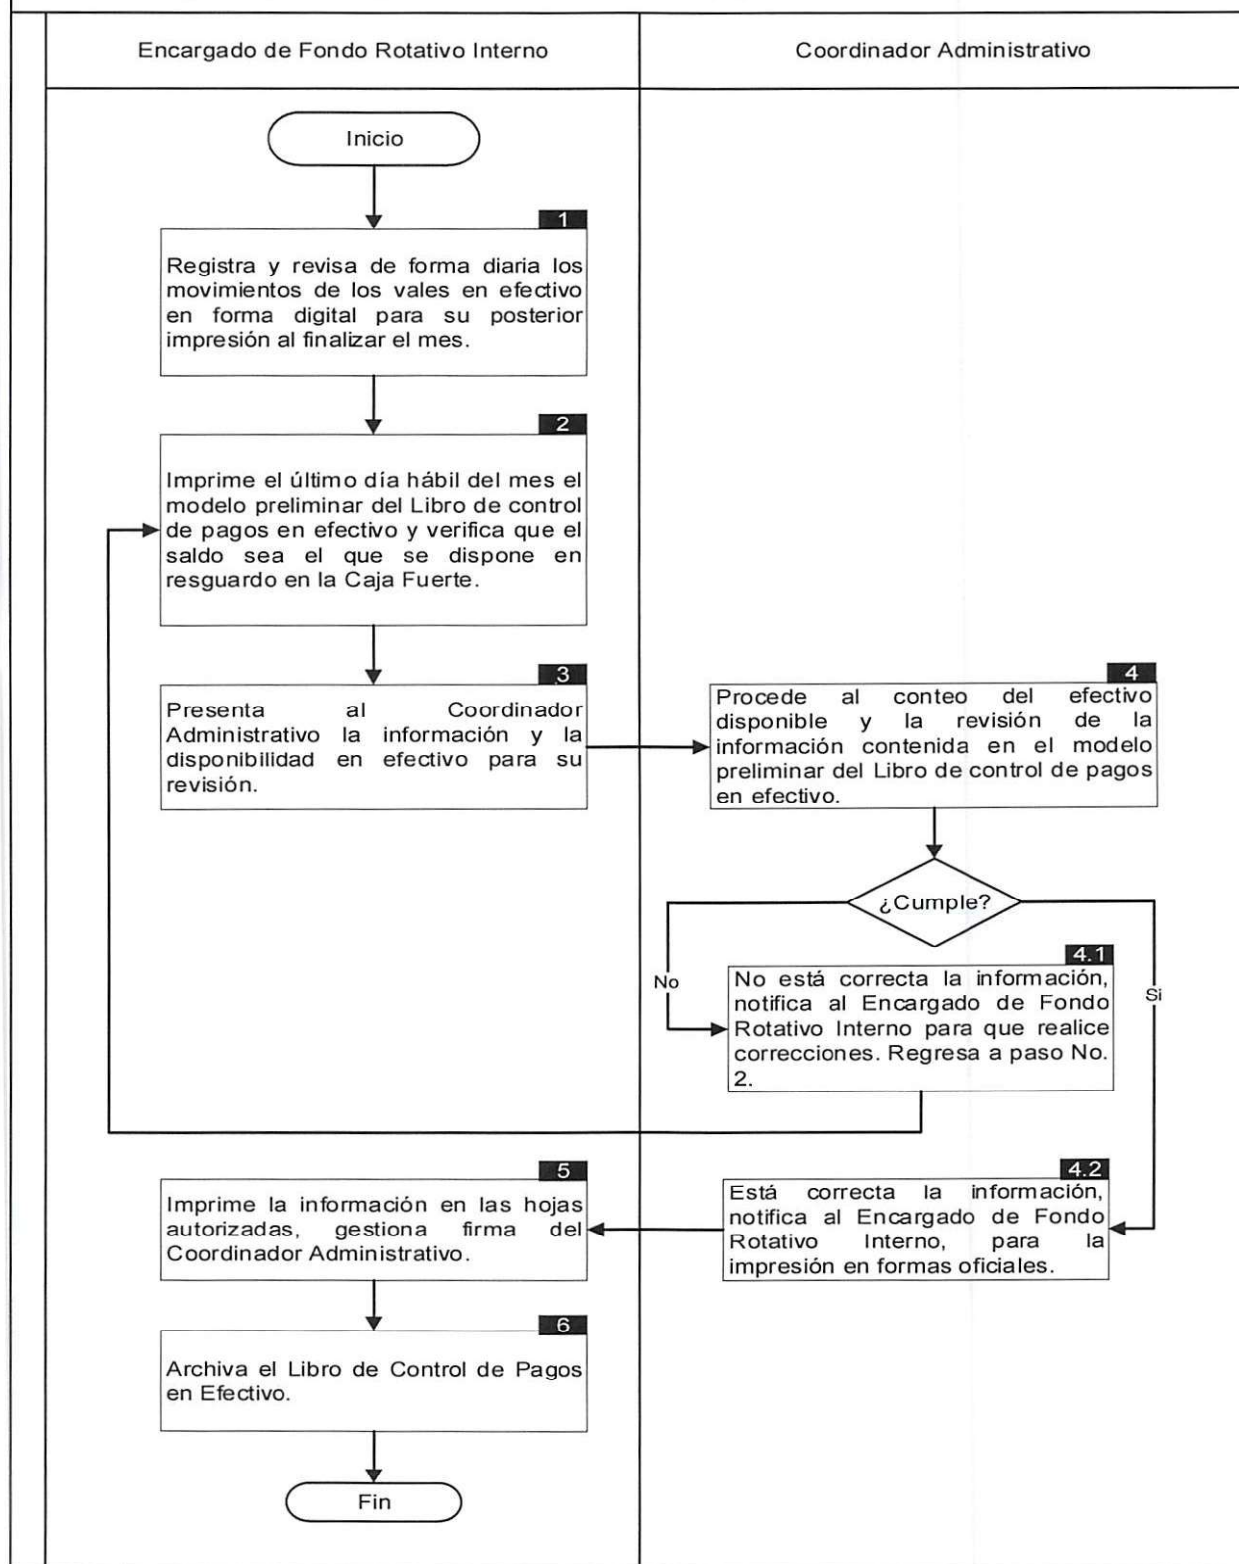 Encargado de Fondo Rotativo Interno
Coordinador Administrativo
Inicio
1
Registra y revisa de forma diaria los
movimientos de los vales en efectivo
en forma digital para su posterior
impresión al finalizar el mes.
2
Imprime el último día hábil del mes el
modelo preliminar del Libro de control
de pagos en efectivo y verifica que el
saldo sea el que se dispone en
resguardo en la Caja Fuerte.
3
Presenta al Coordinador
Administrativo la información y la
disponibilidad en efectivo para su
revisión.
4
Procede al conteo del efectivo
disponible y la revisión de la
información contenida en el modelo
preliminar del Libro de control de pagos
en efectivo.
¿Cumple?
No
Si
4.1
No está correcta la información,
notifica al Encargado de Fondo
Rotativo Interno para que realice
correcciones. Regresa a paso No.
2.
4.2
Está correcta la información,
notifica al Encargado de Fondo
Rotativo Interno, para la
impresión en formas oficiales.
5
Imprime la información en las hojas
autorizadas, gestiona firma del
Coordinador Administrativo.
6
Archiva el Libro de Control de Pagos
en Efectivo.
Fin